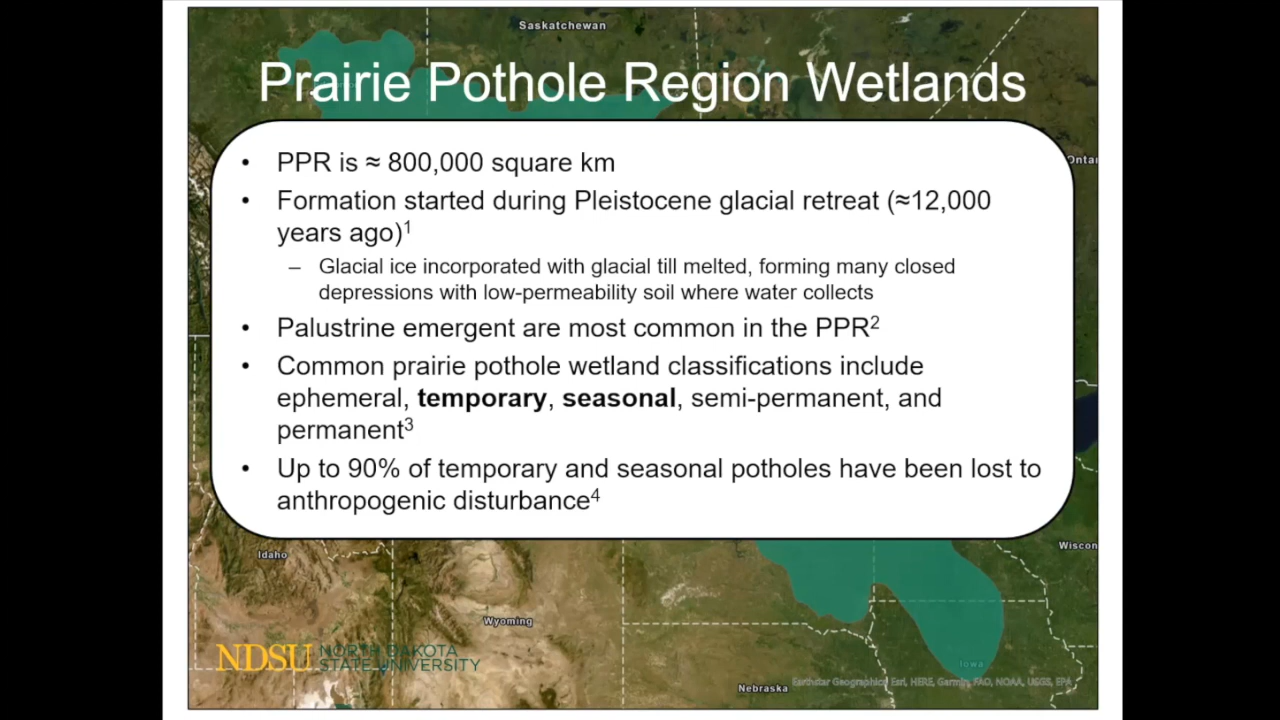 Saskatchewan
Prairie Pothole Region Wetlands
Onta
• PPR is ≈ 800,000 square km
• Formation started during Pleistocene glacial retreat (≈12,000
years ago)1
– Glacial ice incorporated with glacial till melted, forming many closed
depressions with low-permeability soil where water collects
• Palustrine emergent are most common in the PPR2
• Common prairie pothole wetland classifications include
ephemeral, temporary, seasonal, semi-permanent, and
permanent3
• Up to 90% of temporary and seasonal potholes have been lost to
anthropogenic disturbance4
Idaho
Wiscon
Wyoming
NDSU NORTH DAKOTA
STATE UNIVERSITY
Iowa
Nebraska
Earthstar Geographics Esri, HERE, Garmin, FAO, NOAA, USGS, EPA